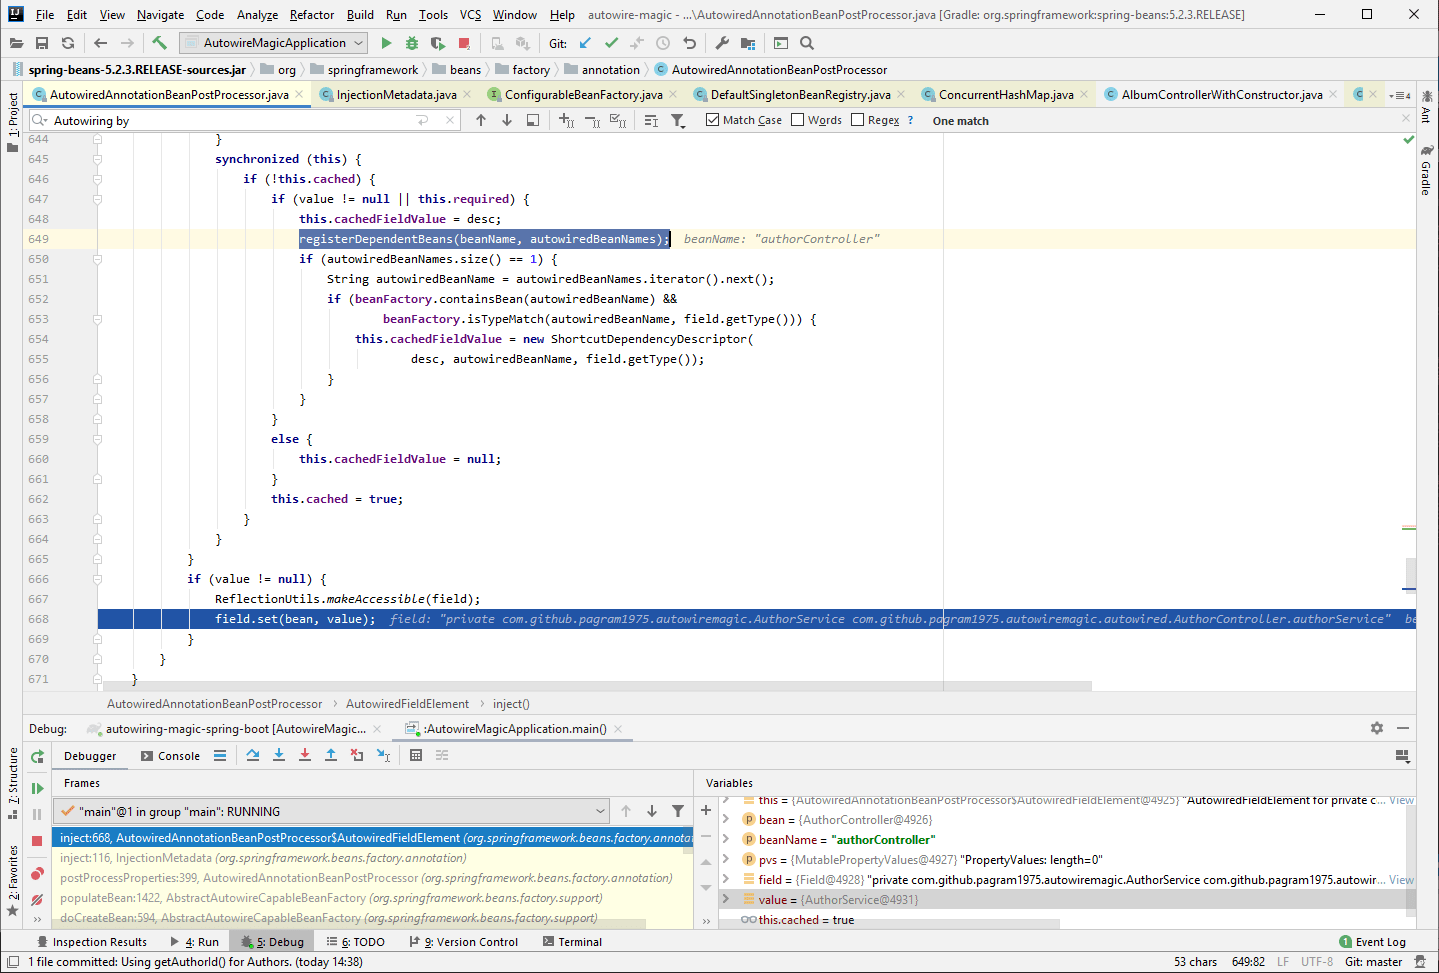 File Edit View Navigate Code Analyze Refactor Build Run Tools VCS Window Help autowire-magic - ...\AutowiredAnnotationBeanPostProcessor.java [Gradle: org.springframework:spring-beans:5.2.3.RELEASE]
AutowireMagicApplication Git:
spring-beans-5.2.3.RELEASE-sources.jar org springframework beans factory annotation AutowiredAnnotationBeanPostProcessor
AutowiredAnnotationBeanPostProcessor.java InjectionMetadata.java ConfigurableBeanFactory.java DefaultSingletonBeanRegistry.java ConcurrentHashMap.java AlbumControllerWithConstructor.java 4
Autowiring by Match Case Words Regex ? One match
644 }
645 synchronized (this) {
646 if (!this.cached) {
647 if (value != null || this.required) {
648 this.cachedFieldValue = desc;
649 registerDependentBeans(beanName, autowiredBeanNames); beanName: "authorController"
650 if (autowiredBeanNames.size() == 1) {
651 String autowiredBeanName = autowiredBeanNames.iterator().next();
652 if (beanFactory.containsBean(autowiredBeanName) &&
653 beanFactory.isTypeMatch(autowiredBeanName, field.getType())) {
654 this.cachedFieldValue = new ShortcutDependencyDescriptor(
655 desc, autowiredBeanName, field.getType());
656 }
657 }
658 }
659 else {
660 this.cachedFieldValue = null;
661 }
662 this.cached = true;
663 }
664 }
665 }
666 if (value != null) {
667 ReflectionUtils.makeAccessible(field);
668 field.set(bean, value); field: "private com.github.pagram1975.autowiremagic.AuthorService com.github.pagram1975.autowiremagic.autowired.AuthorController.authorService" be
669 }
670 }
671 }
AutowiredAnnotationBeanPostProcessor AutowiredFieldElement inject()
1: Project
7: Structure
2: Favorites
Ant
Gradle
Debug: autowiring-magic-spring-boot [AutowireMagic... :AutowireMagicApplication.main()
Debugger Console
Frames
"main"@1 in group "main": RUNNING
inject:668, AutowiredAnnotationBeanPostProcessor$AutowiredFieldElement (org.springframework.beans.factory.annotat
inject:116, InjectionMetadata (org.springframework.beans.factory.annotation)
postProcessProperties:399, AutowiredAnnotationBeanPostProcessor (org.springframework.beans.factory.annotation)
populateBean:1422, AbstractAutowireCapableBeanFactory (org.springframework.beans.factory.support)
doCreateBean:594, AbstractAutowireCapableBeanFactory (org.springframework.beans.factory.support)
Variables
this = {AutowiredAnnotationBeanPostProcessor$AutowiredFieldElement@4925} "AutowiredFieldElement for private c... View
bean = {AuthorController@4926}
beanName = "authorController"
pvs = {MutablePropertyValues@4927} "PropertyValues: length=0"
field = {Field@4928} "private com.github.pagram1975.autowiremagic.AuthorService com.github.pagram1975.autowir... View
value = {AuthorService@4931}
this.cached = true
Inspection Results 4: Run 5: Debug 6: TODO 9: Version Control Terminal 1 Event Log
1 file committed: Using getAuthorId() for Authors. (today 14:38) 53 chars 649:82 LF UTF-8 Git: master